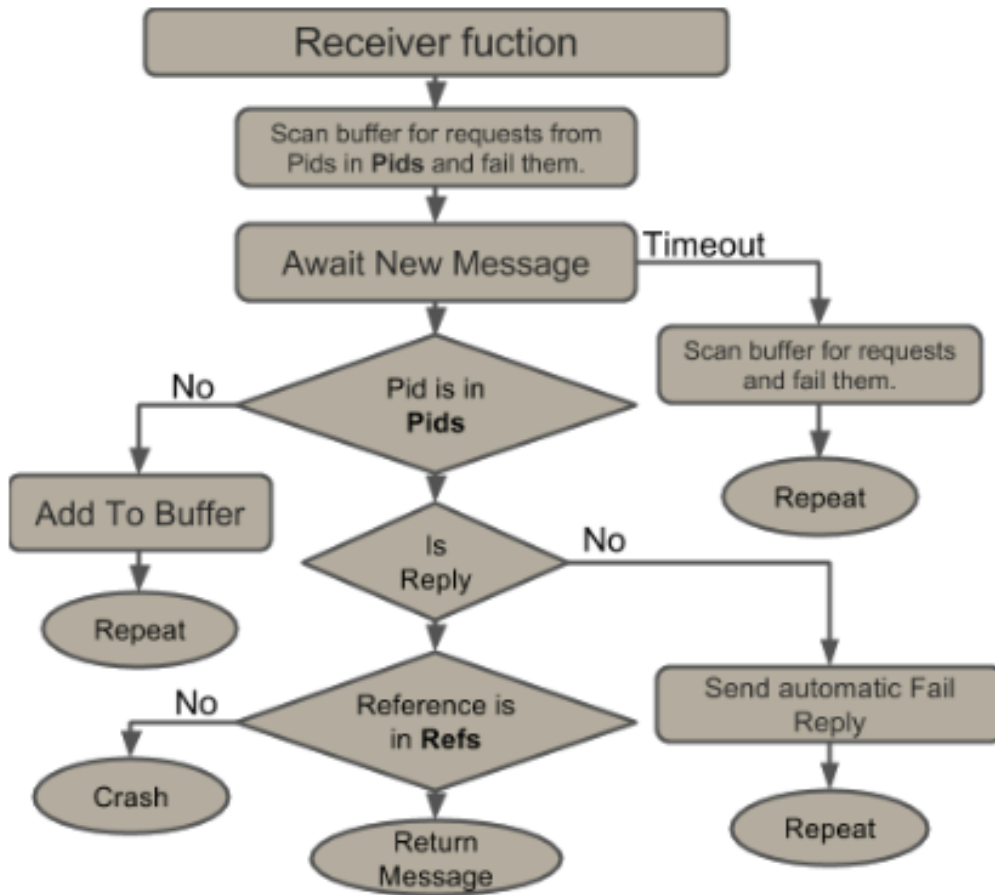 Receiver fuction
Scan buffer for requests from
Pids in Pids and fail them.
Await New Message
Timeout
Scan buffer for requests
and fail them.
Repeat
No
Pid is in
Pids
Add To Buffer
Repeat
Is
Reply
No
Send automatic Fail
Reply
Repeat
No
Reference is
in Refs
Crash
Return
Message